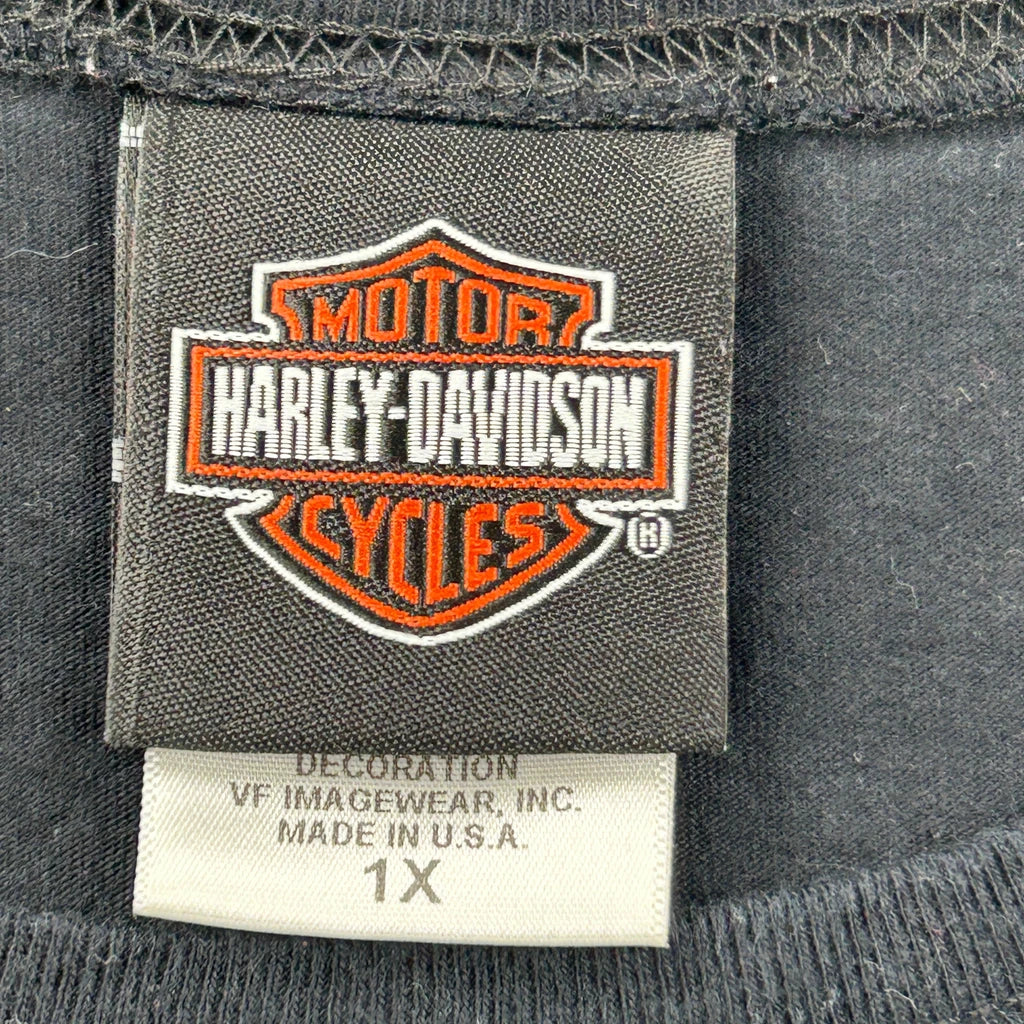 MOTOR
HARLEY-DAVIDSON
CYCLES
®
DECORATION
VF IMAGEWEAR, INC.
MADE IN U.S.A.
1X